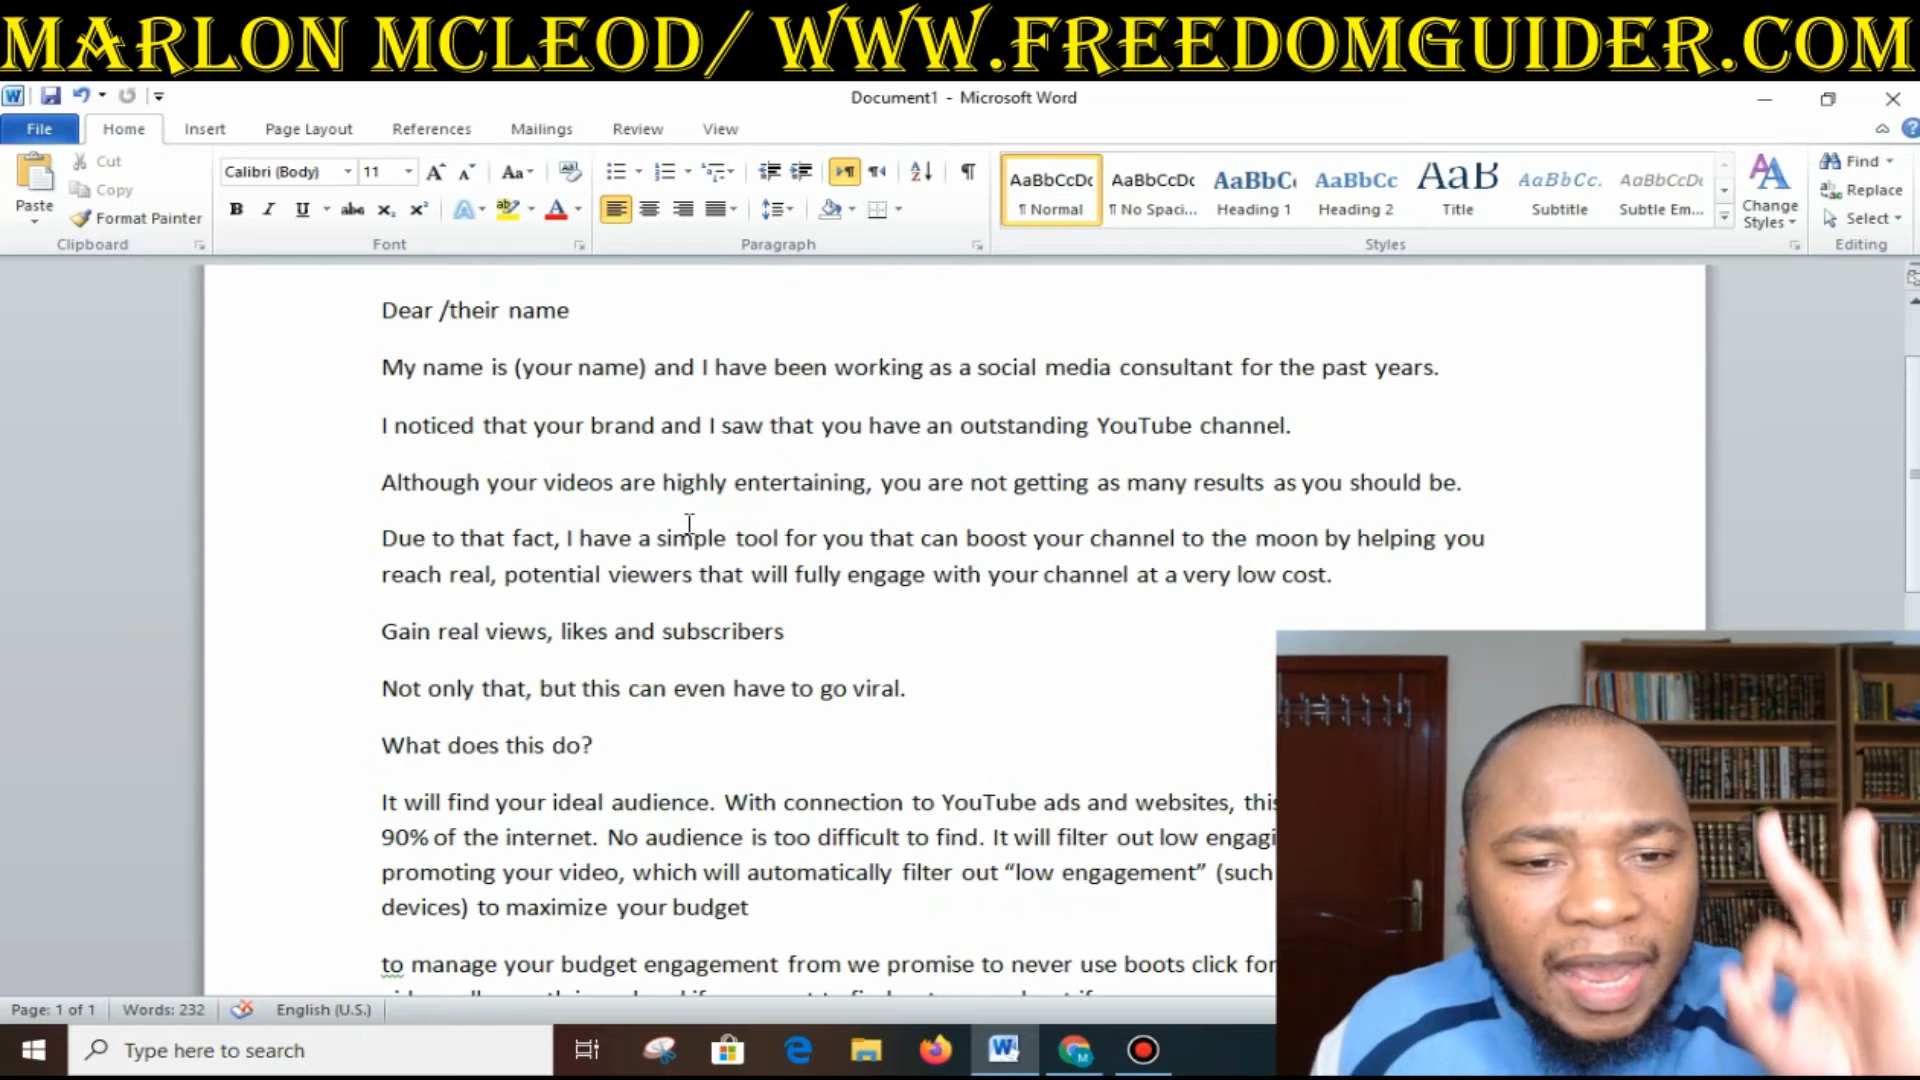 MARLON MCLEOD/ WWW.FREEDOMGUIDER.COM
Document1 - Microsoft Word
File Home Insert Page Layout References Mailings Review View
Cut
Copy
Paste
Format Painter
Clipboard
Calibri (Body) 11
Font
Paragraph
AaBbCcDc AaBbCcDc AaBbC AaBbCc AaB AaBbCc. AaBbCcDc
¶ Normal ¶ No Spaci... Heading 1 Heading 2 Title Subtitle Subtle Em...
Change
Styles
Styles
Find
Replace
Select
Editing
Dear /their name
My name is (your name) and I have been working as a social media consultant for the past years.
I noticed that your brand and I saw that you have an outstanding YouTube channel.
Although your videos are highly entertaining, you are not getting as many results as you should be.
Due to that fact, I have a simple tool for you that can boost your channel to the moon by helping you
reach real, potential viewers that will fully engage with your channel at a very low cost.
Gain real views, likes and subscribers
Not only that, but this can even have to go viral.
What does this do?
It will find your ideal audience. With connection to YouTube ads and websites, this
90% of the internet. No audience is too difficult to find. It will filter out low engagi
promoting your video, which will automatically filter out “low engagement” (such
devices) to maximize your budget
to manage your budget engagement from we promise to never use boots click for
Page: 1 of 1 Words: 232 English (U.S.)
Type here to search